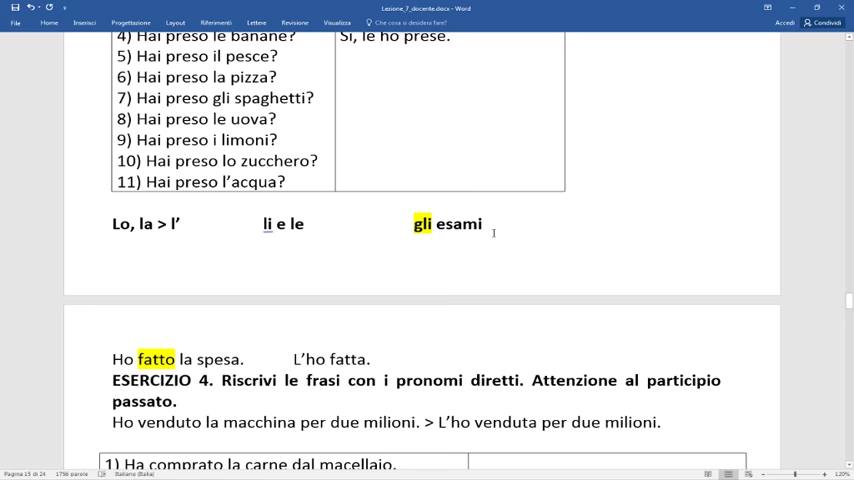 Lezione_7_docente.docx - Word
File Home Inserisci Progettazione Layout Riferimenti Lettere Revisione Visualizza Che cosa si desidera fare? Accedi Condividi
4) Hai preso le banane? Sì, le ho prese.
5) Hai preso il pesce?
6) Hai preso la pizza?
7) Hai preso gli spaghetti?
8) Hai preso le uova?
9) Hai preso i limoni?
10) Hai preso lo zucchero?
11) Hai preso l'acqua?
Lo, la > l' li e le gli esami
Ho fatto la spesa. L'ho fatta.
ESERCIZIO 4. Riscrivi le frasi con i pronomi diretti. Attenzione al participio
passato.
Ho venduto la macchina per due milioni. > L'ho venduta per due milioni.
1) Ha comprato la carne dal macellaio.
Pagina 15 di 24 1756 parole Italiano (Italia) 120%